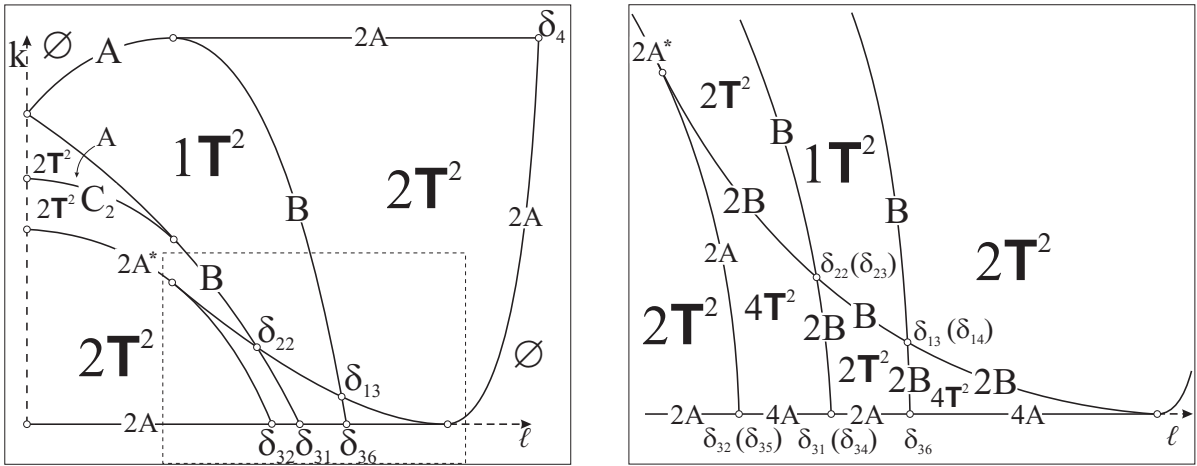 k
∅
A
2A
δ₄
A
1T²
2T²
2T²
C₂
2T²
B
2A
2A*
B
δ₂₂
2T²
∅
δ₁₃
2A
δ₃₂
δ₃₁
δ₃₆
ℓ
2A*
2T²
B
1T²
2B
B
2A
2T²
δ₂₂(δ₂₃)
2T²
4T²
2B
B
δ₁₃(δ₁₄)
2T²
2B
4T²
2B
2A
4A
2A
4A
δ₃₂(δ₃₅)
δ₃₁(δ₃₄)
δ₃₆
ℓ